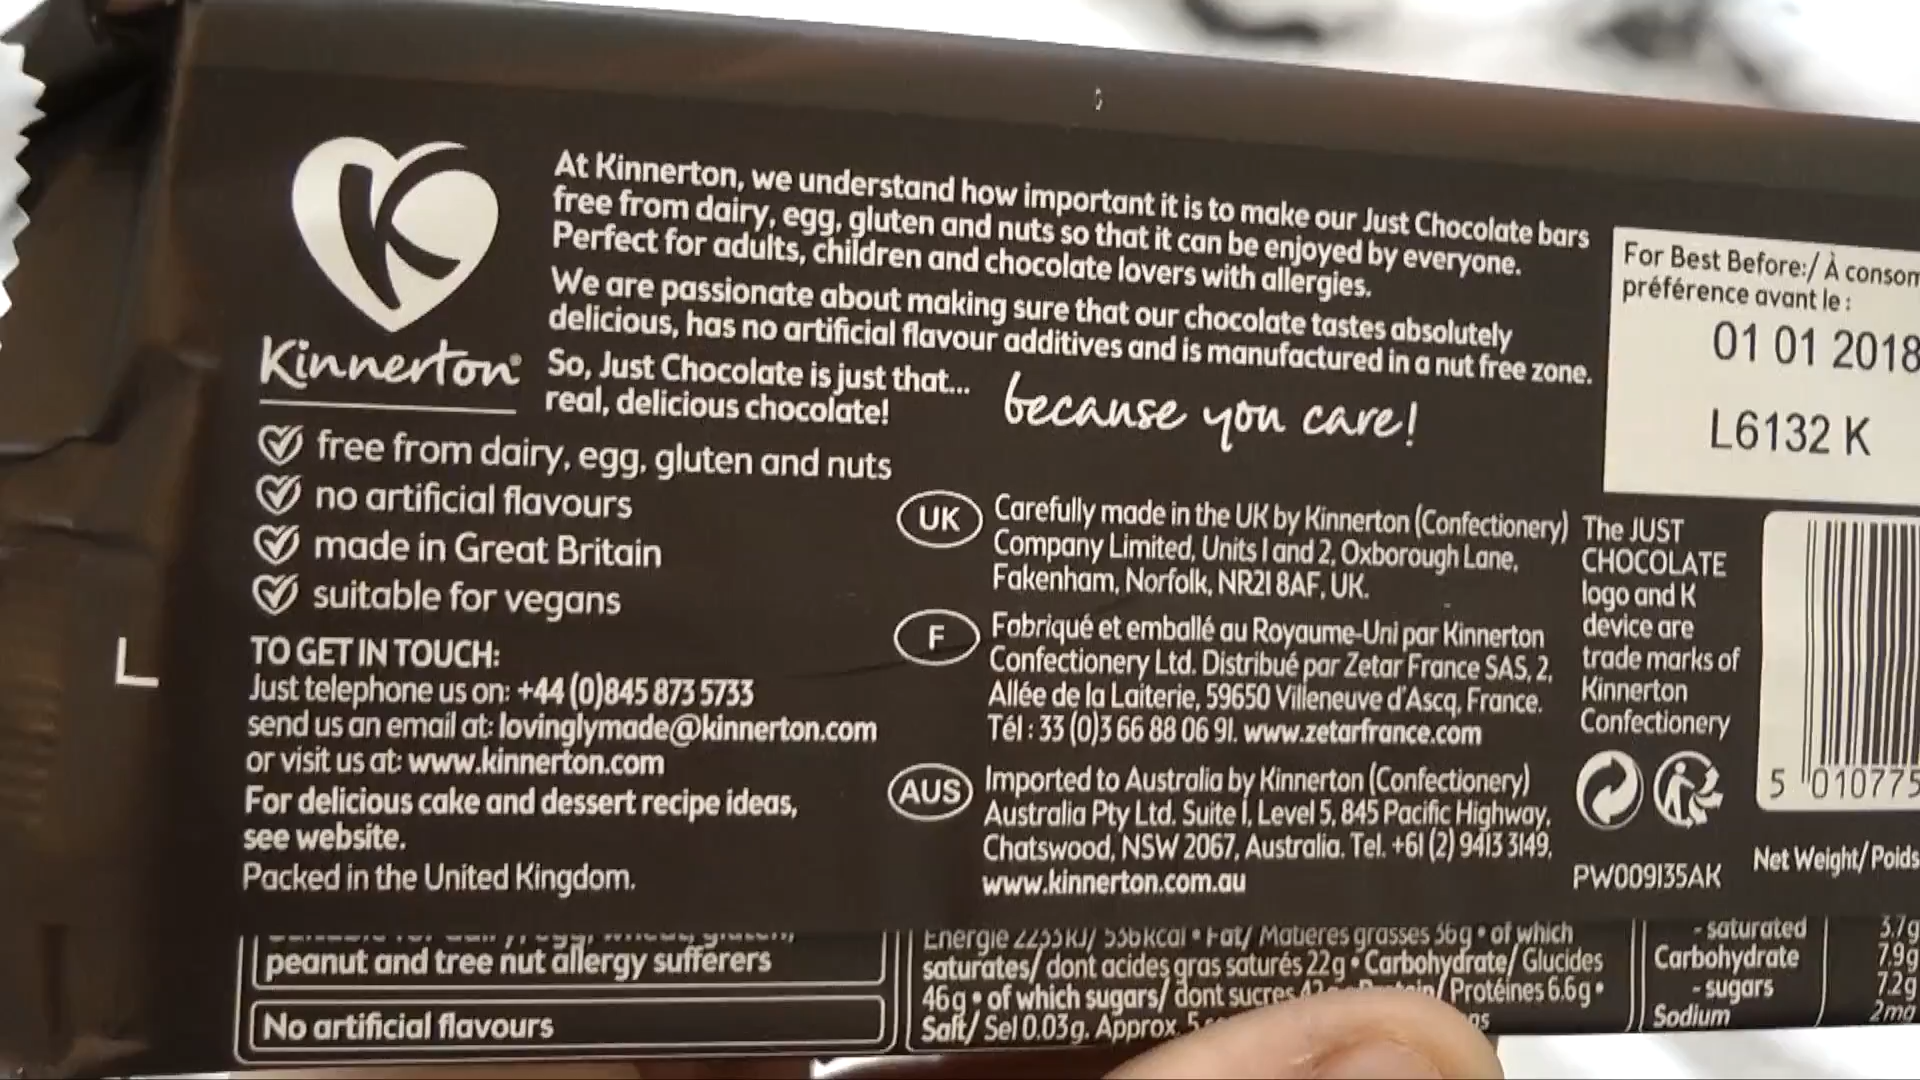 At Kinnerton, we understand how important it is to make our Just Chocolate bars
free from dairy, egg, gluten and nuts so that it can be enjoyed by everyone.
Perfect for adults, children and chocolate lovers with allergies.
We are passionate about making sure that our chocolate tastes absolutely
delicious, has no artificial flavour additives and is manufactured in a nut free zone.
So, Just Chocolate is just that...
real, delicious chocolate!
because you care!
K
Kinnerton®
free from dairy, egg, gluten and nuts
no artificial flavours
made in Great Britain
suitable for vegans
TO GET IN TOUCH:
Just telephone us on: +44 (0)845 873 5733
send us an email at: lovinglymade@kinnerton.com
or visit us at: www.kinnerton.com
For delicious cake and dessert recipe ideas,
see website.
Packed in the United Kingdom.
L
UK
Carefully made in the UK by Kinnerton (Confectionery)
Company Limited, Units 1 and 2, Oxborough Lane,
Fakenham, Norfolk, NR21 8AF, UK.
F
Fabriqué et emballé au Royaume-Uni par Kinnerton
Confectionery Ltd. Distribué par Zetar France SAS, 2,
Allée de la Laiterie, 59650 Villeneuve d'Ascq, France.
Tél : 33 (0)3 66 88 06 91. www.zetarfrance.com
AUS
Imported to Australia by Kinnerton (Confectionery)
Australia Pty Ltd. Suite 1, Level 5, 845 Pacific Highway,
Chatswood, NSW 2067, Australia. Tel. +61 (2) 9413 3149.
www.kinnerton.com.au
For Best Before:/ À consom
préférence avant le :
01 01 2018
L6132 K
The JUST
CHOCOLATE
logo and K
device are
trade marks of
Kinnerton
Confectionery
5 010775
PW009135AK
Net Weight/ Poids
peanut and tree nut allergy sufferers
No artificial flavours
Energie 2233kJ/ 536kcal • Fat/ Matières grasses 36g • of which
saturates/ dont acides gras saturés 22g • Carbohydrate/ Glucides
46g • of which sugars/ dont sucres Protéines 6.6g •
Salt/ Sel 0.03g. Approx.
- saturated 3.7g
Carbohydrate 7.9g
- sugars 7.2g
Sodium 2mg